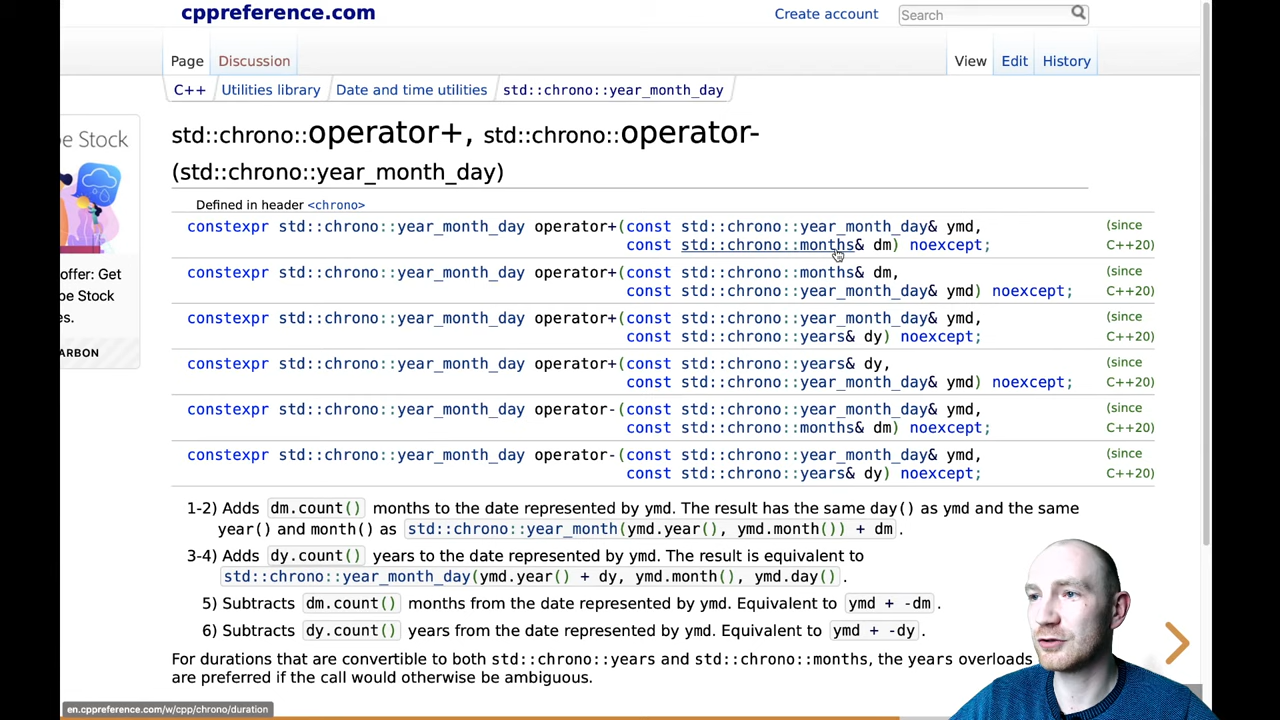 cppreference.com
Create account
Search
Page
Discussion
View
Edit
History
C++
Utilities library
Date and time utilities
std::chrono::year_month_day
std::chrono::operator+, std::chrono::operator-
(std::chrono::year_month_day)
be Stock
offer: Get
be Stock
s.
ARBON
Defined in header <chrono>
constexpr std::chrono::year_month_day operator+(const std::chrono::year_month_day& ymd, (since
const std::chrono::months& dm) noexcept; C++20)
constexpr std::chrono::year_month_day operator+(const std::chrono::months& dm, (since
const std::chrono::year_month_day& ymd) noexcept; C++20)
constexpr std::chrono::year_month_day operator+(const std::chrono::year_month_day& ymd, (since
const std::chrono::years& dy) noexcept; C++20)
constexpr std::chrono::year_month_day operator+(const std::chrono::years& dy, (since
const std::chrono::year_month_day& ymd) noexcept; C++20)
constexpr std::chrono::year_month_day operator-(const std::chrono::year_month_day& ymd, (since
const std::chrono::months& dm) noexcept; C++20)
constexpr std::chrono::year_month_day operator-(const std::chrono::year_month_day& ymd, (since
const std::chrono::years& dy) noexcept; C++20)
1-2) Adds dm.count() months to the date represented by ymd. The result has the same day() as ymd and the same
year() and month() as std::chrono::year_month(ymd.year(), ymd.month()) + dm.
3-4) Adds dy.count() years to the date represented by ymd. The result is equivalent to
std::chrono::year_month_day(ymd.year() + dy, ymd.month(), ymd.day().
5) Subtracts dm.count() months from the date represented by ymd. Equivalent to ymd + -dm.
6) Subtracts dy.count() years from the date represented by ymd. Equivalent to ymd + -dy.
For durations that are convertible to both std::chrono::years and std::chrono::months, the years overloads
are preferred if the call would otherwise be ambiguous.
en.cppreference.com/w/cpp/chrono/duration